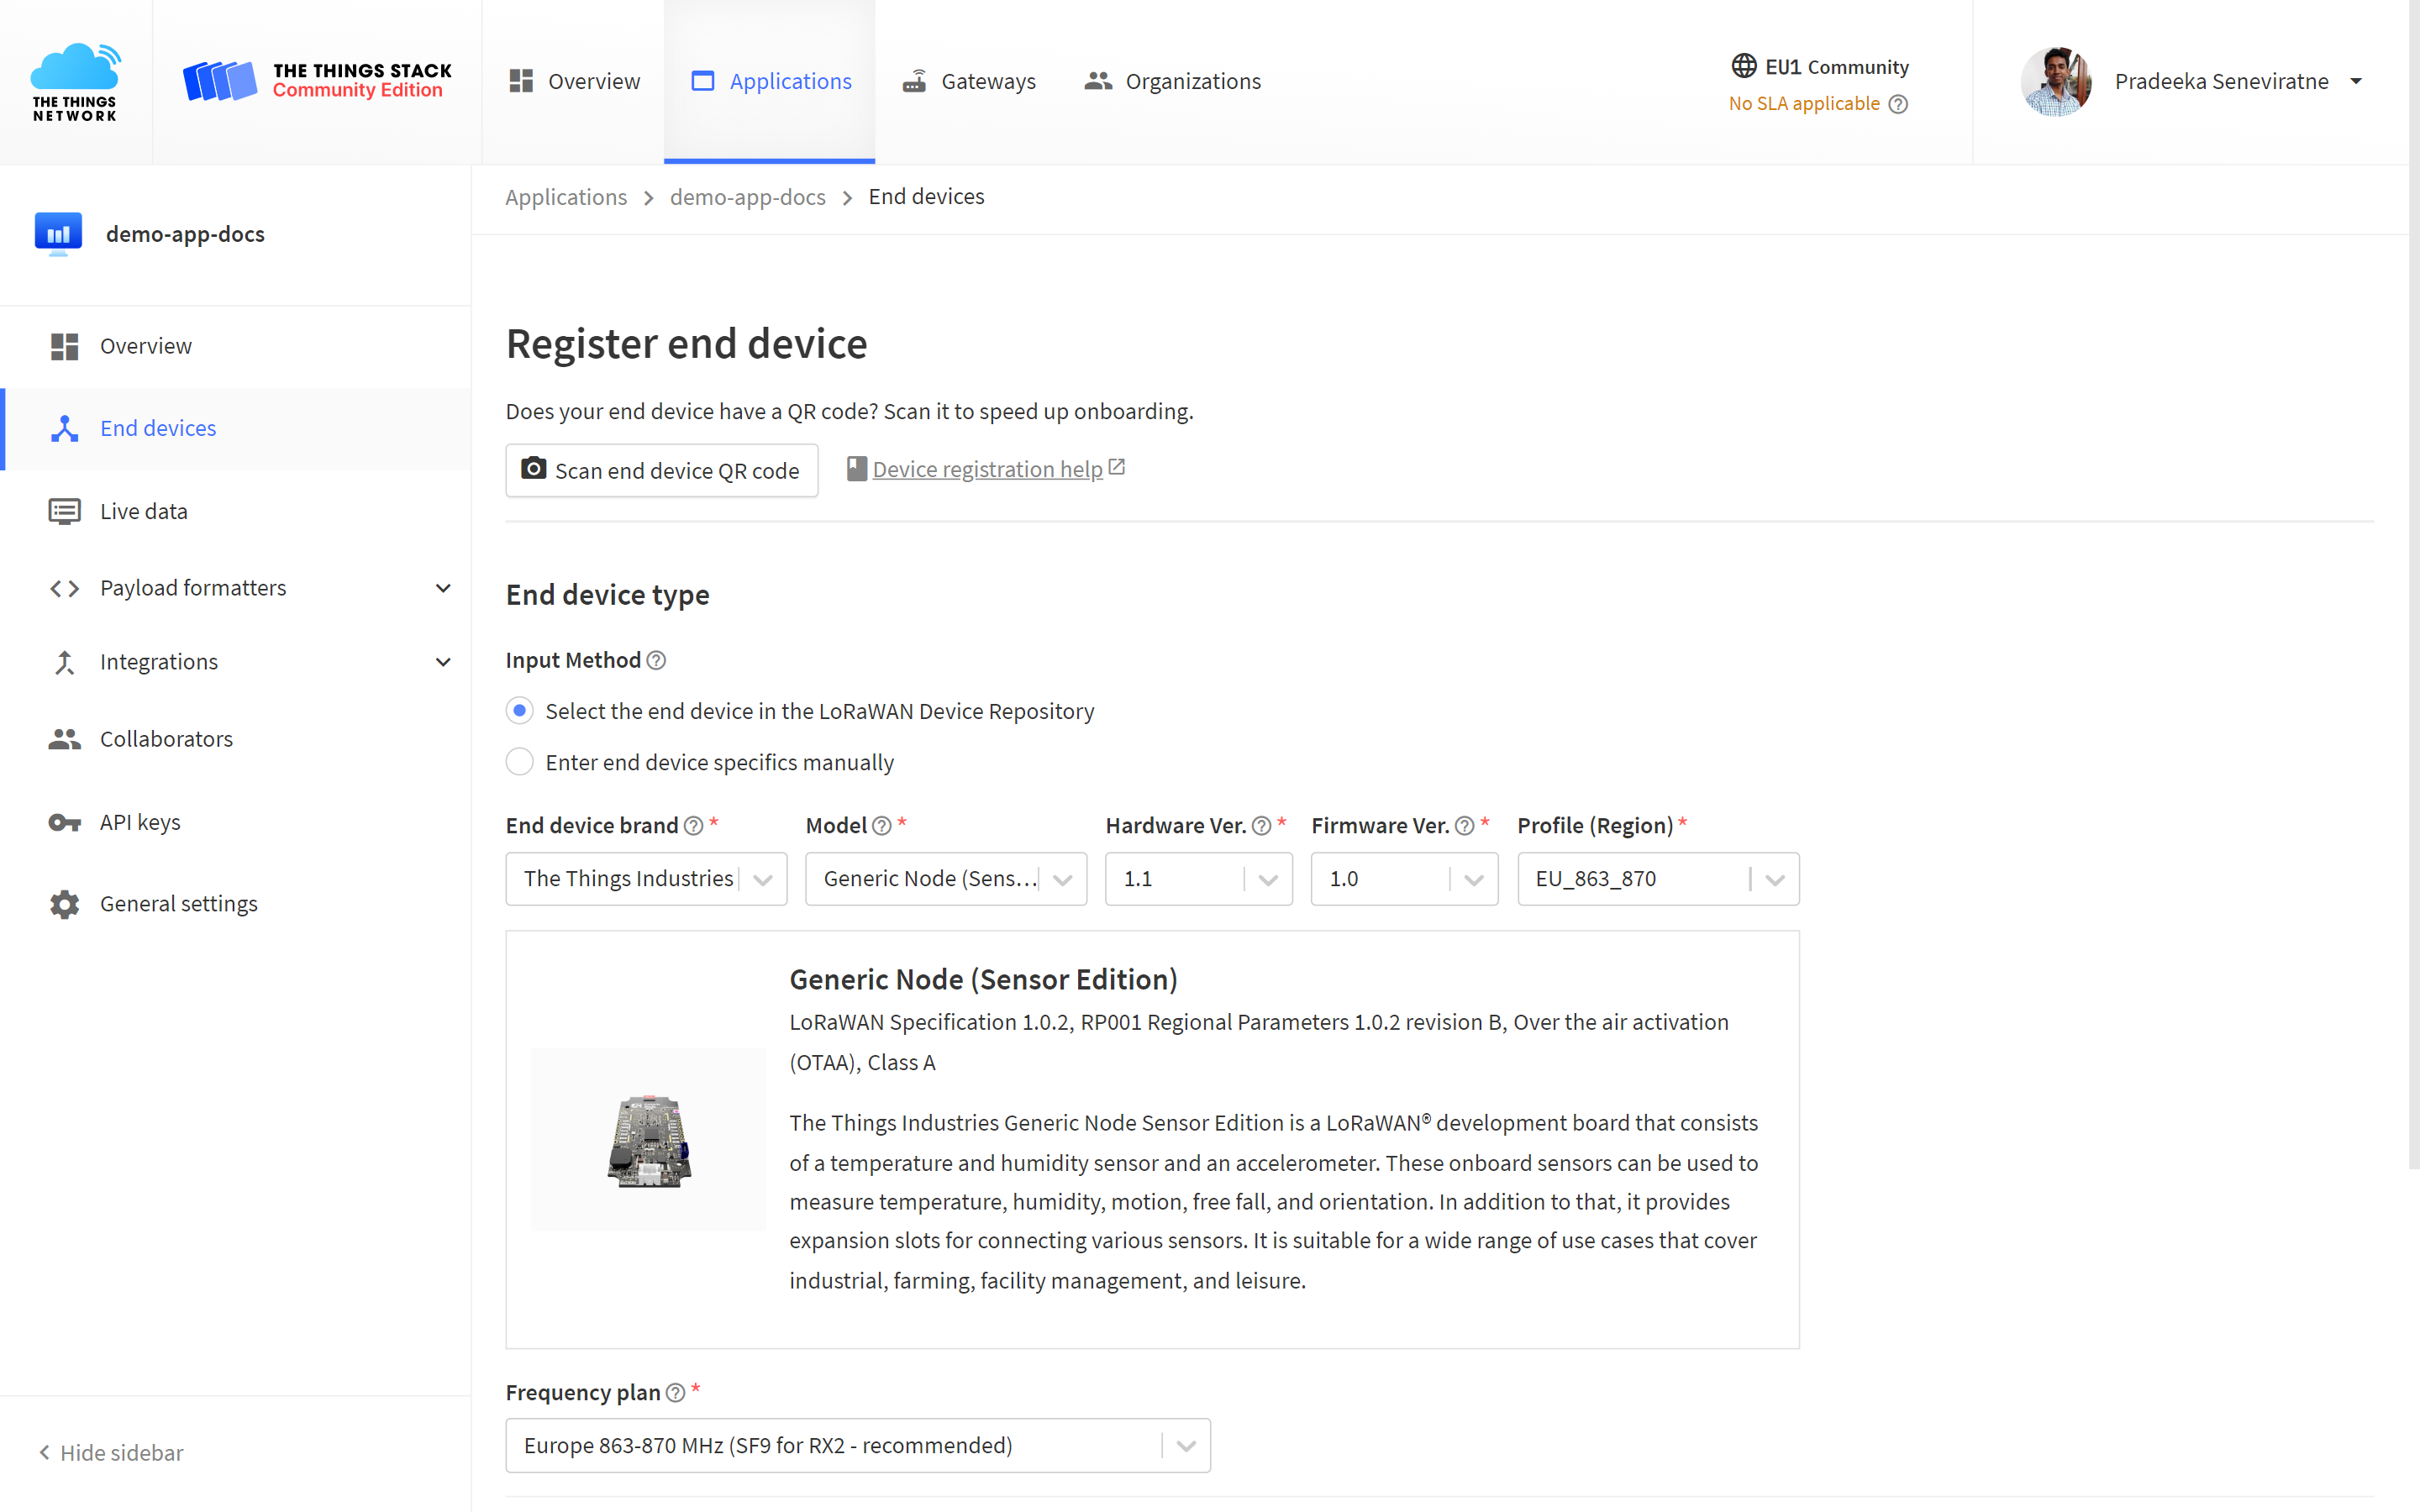 THE THINGS
NETWORK
THE THINGS STACK
Community Edition
Overview
Applications
Gateways
Organizations
EU1 Community
No SLA applicable
Pradeeka Seneviratne
demo-app-docs
Overview
End devices
Live data
Payload formatters
Integrations
Collaborators
API keys
General settings
Hide sidebar
Applications > demo-app-docs > End devices
Register end device
Does your end device have a QR code? Scan it to speed up onboarding.
Scan end device QR code
Device registration help
End device type
Input Method
Select the end device in the LoRaWAN Device Repository
Enter end device specifics manually
End device brand * Model * Hardware Ver. * Firmware Ver. * Profile (Region) *
The Things Industries Generic Node (Sens... 1.1 1.0 EU_863_870
Generic Node (Sensor Edition)
LoRaWAN Specification 1.0.2, RP001 Regional Parameters 1.0.2 revision B, Over the air activation
(OTAA), Class A
The Things Industries Generic Node Sensor Edition is a LoRaWAN® development board that consists
of a temperature and humidity sensor and an accelerometer. These onboard sensors can be used to
measure temperature, humidity, motion, free fall, and orientation. In addition to that, it provides
expansion slots for connecting various sensors. It is suitable for a wide range of use cases that cover
industrial, farming, facility management, and leisure.
Frequency plan *
Europe 863-870 MHz (SF9 for RX2 - recommended)